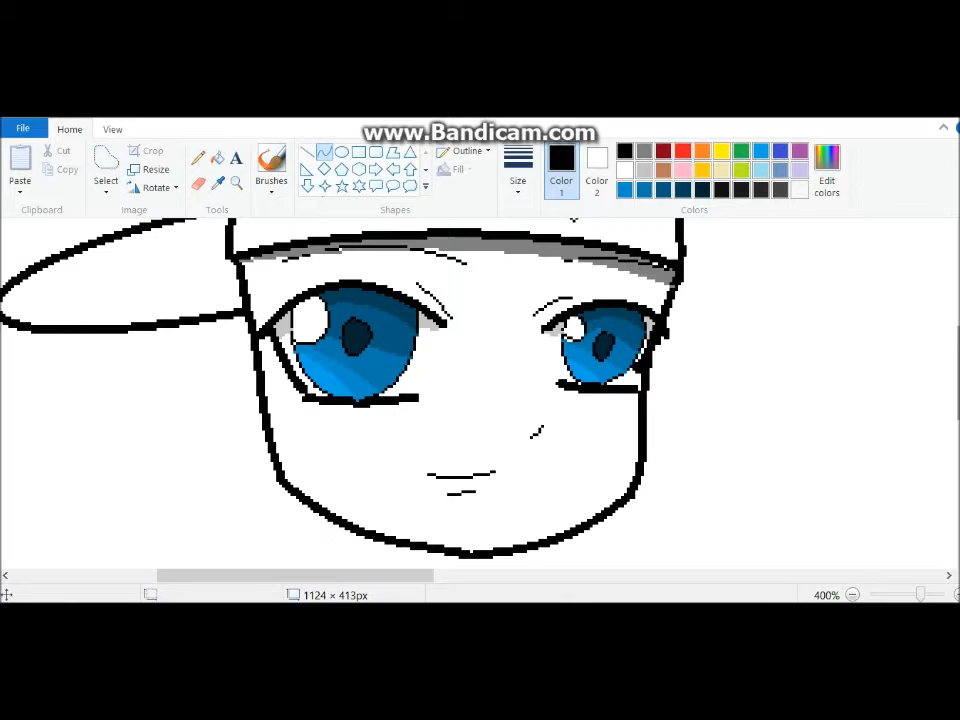 www.Bandicam.com
File Home View
Cut
Copy
Paste
Clipboard
Crop
Resize
Rotate
Select
Image
A
Tools
Brushes
Outline
Fill
Shapes
Size
Color
1
Color
2
Edit
colors
Colors
1124 × 413px
400%